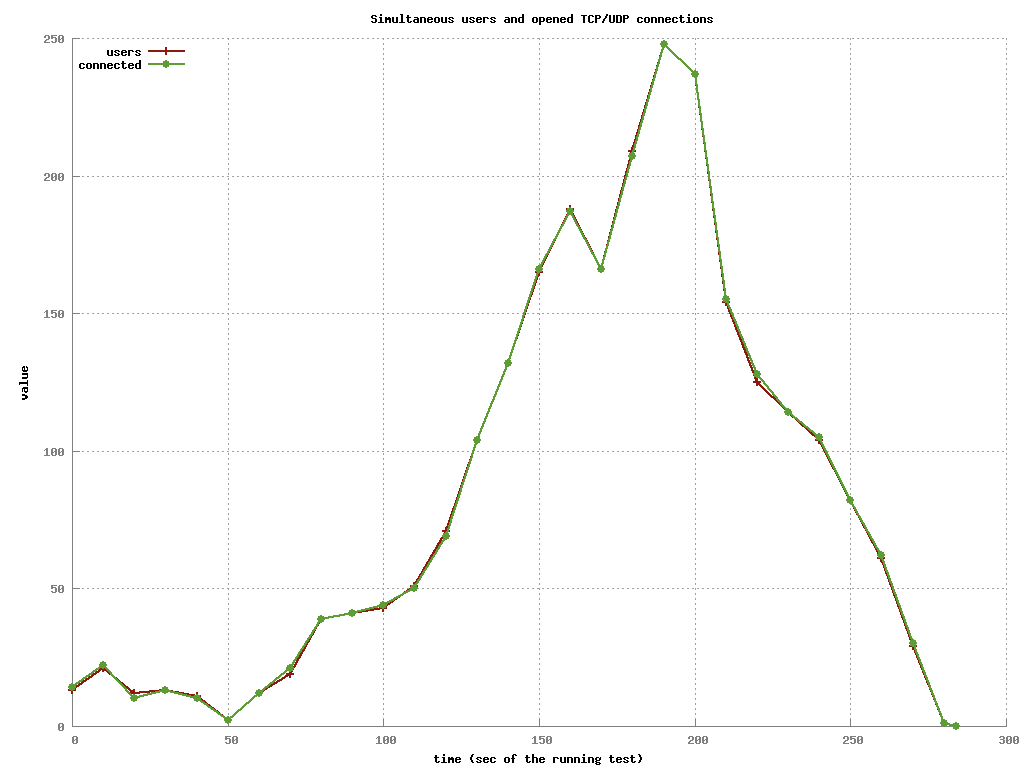 Simultaneous users and opened TCP/UDP connections
users
connected
250
200
150
100
50
0
value
0 50 100 150 200 250 300
time (sec of the running test)